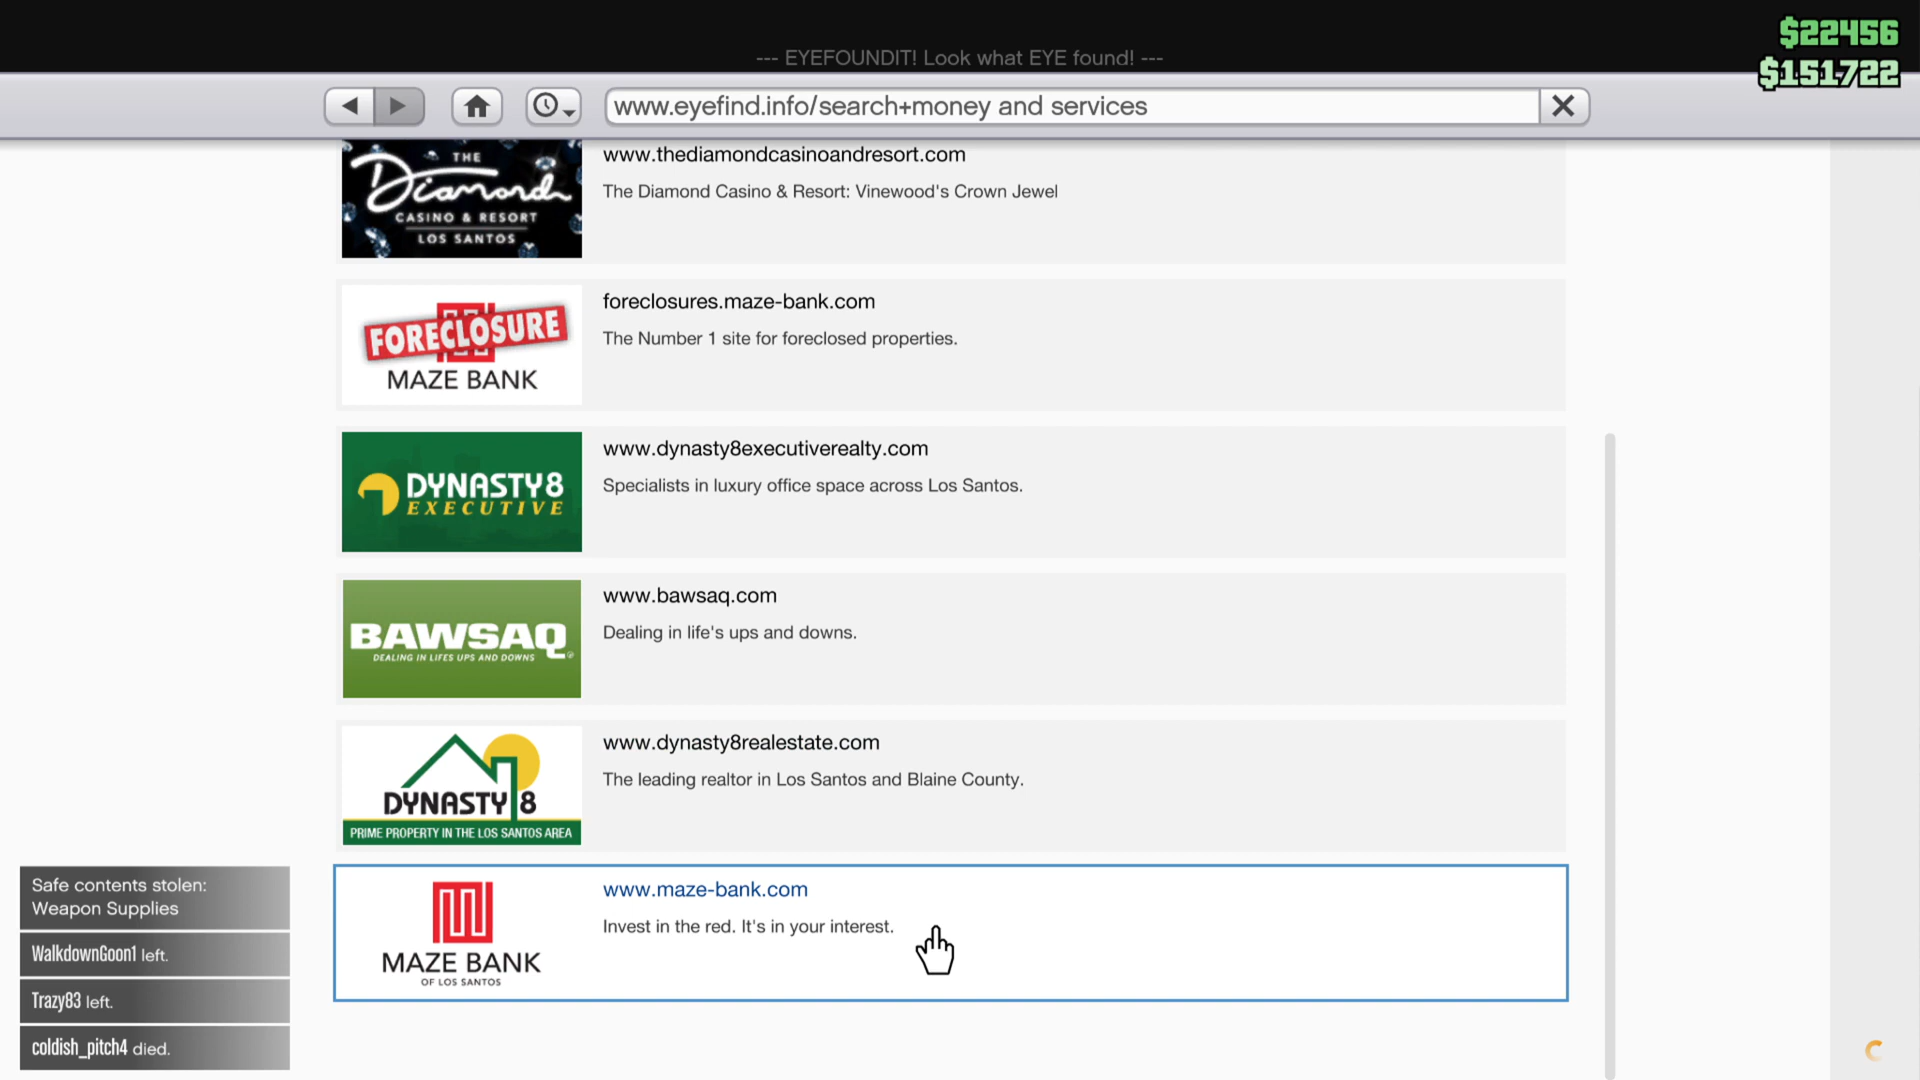 $22456
--- EYEFOUNDIT! Look what EYE found! ---
$151722
www.eyefind.info/search+money and services
THE
Diamond
CASINO & RESORT
LOS SANTOS
www.thediamondcasinoandresort.com
The Diamond Casino & Resort: Vinewood's Crown Jewel
FORECLOSURE
MAZE BANK
foreclosures.maze-bank.com
The Number 1 site for foreclosed properties.
DYNASTY8
EXECUTIVE
www.dynasty8executiverealty.com
Specialists in luxury office space across Los Santos.
BAWSAQ
DEALING IN LIFES UPS AND DOWNS
www.bawsaq.com
Dealing in life's ups and downs.
DYNASTY 8
PRIME PROPERTY IN THE LOS SANTOS AREA
www.dynasty8realestate.com
The leading realtor in Los Santos and Blaine County.
MAZE BANK
OF LOS SANTOS
www.maze-bank.com
Invest in the red. It's in your interest.
Safe contents stolen:
Weapon Supplies
WalkdownGoon1 left.
Trazy83 left.
coldish_pitch4 died.